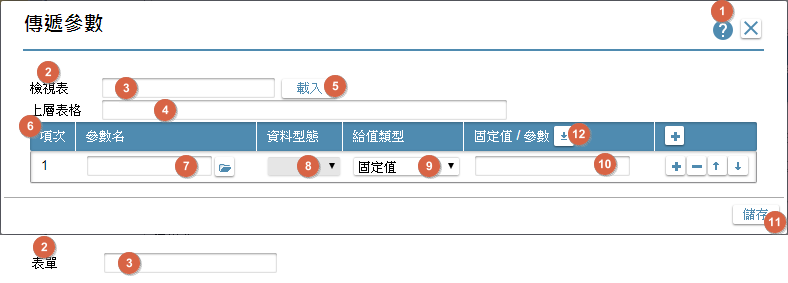 傳遞參數 1 ?
2
檢視表 3 載入 5
上層表格 4
6 項次 參數名 資料型態 給值類型 固定值 / 參數 12
1 7 8 固定值 9 10
儲存 11
2
表單 3